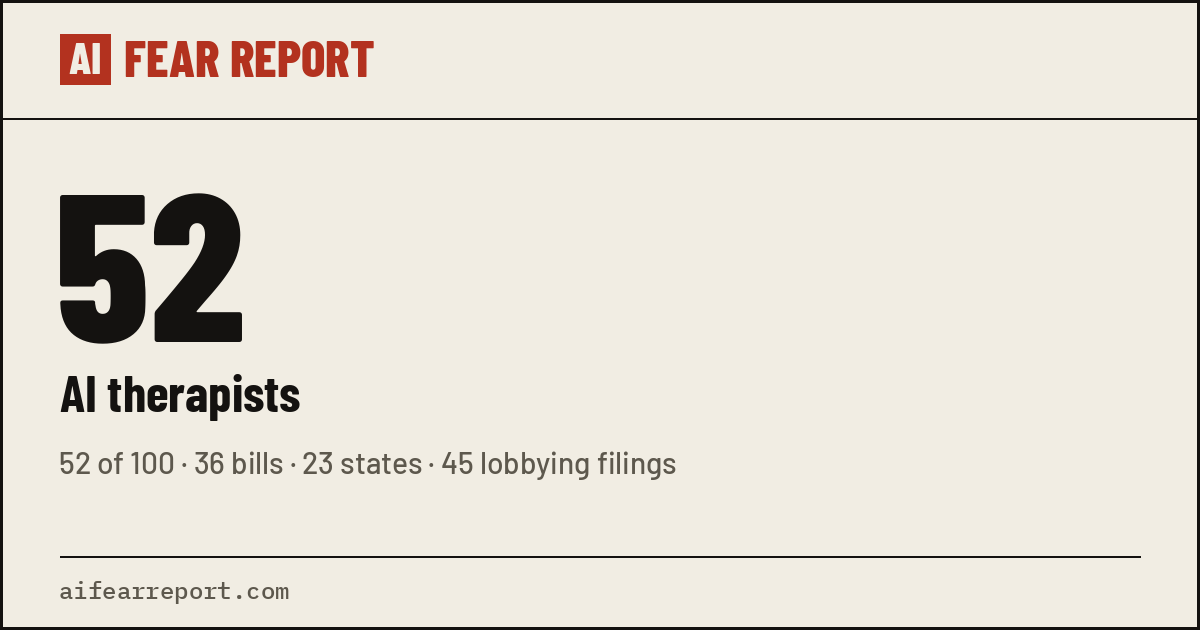 AI FEAR REPORT
52
AI therapists
52 of 100 · 36 bills · 23 states · 45 lobbying filings
aifearreport.com